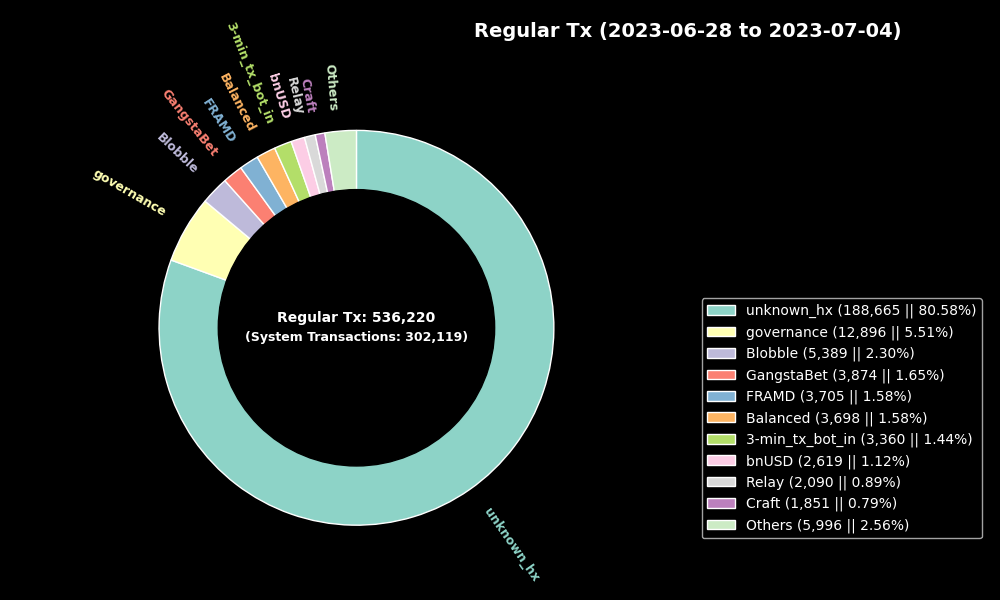 Regular Tx (2023-06-28 to 2023-07-04)
Others
Craft
Relay
bnUSD
3-min_tx_bot_in
Balanced
FRAMD
GangstaBet
Blobble
governance
unknown_hx
Regular Tx: 536,220
(System Transactions: 302,119)
unknown_hx (188,665 || 80.58%)
governance (12,896 || 5.51%)
Blobble (5,389 || 2.30%)
GangstaBet (3,874 || 1.65%)
FRAMD (3,705 || 1.58%)
Balanced (3,698 || 1.58%)
3-min_tx_bot_in (3,360 || 1.44%)
bnUSD (2,619 || 1.12%)
Relay (2,090 || 0.89%)
Craft (1,851 || 0.79%)
Others (5,996 || 2.56%)